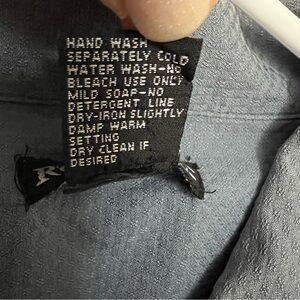 HAND WASH
SEPARATELY COLD
WATER WASH-NO
BLEACH USE ONLY
MILD SOAP-NO
DETERGENT LINE
DRY-IRON SLIGHTLY
DAMP WARM
SETTING
DRY CLEAN IF
DESIRED